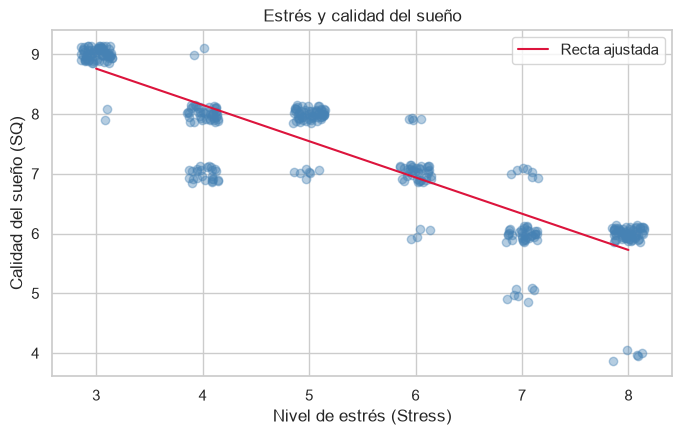 Estrés y calidad del sueño
Recta ajustada
Calidad del sueño (SQ)
9
8
7
6
5
4
3 4 5 6 7 8
Nivel de estrés (Stress)